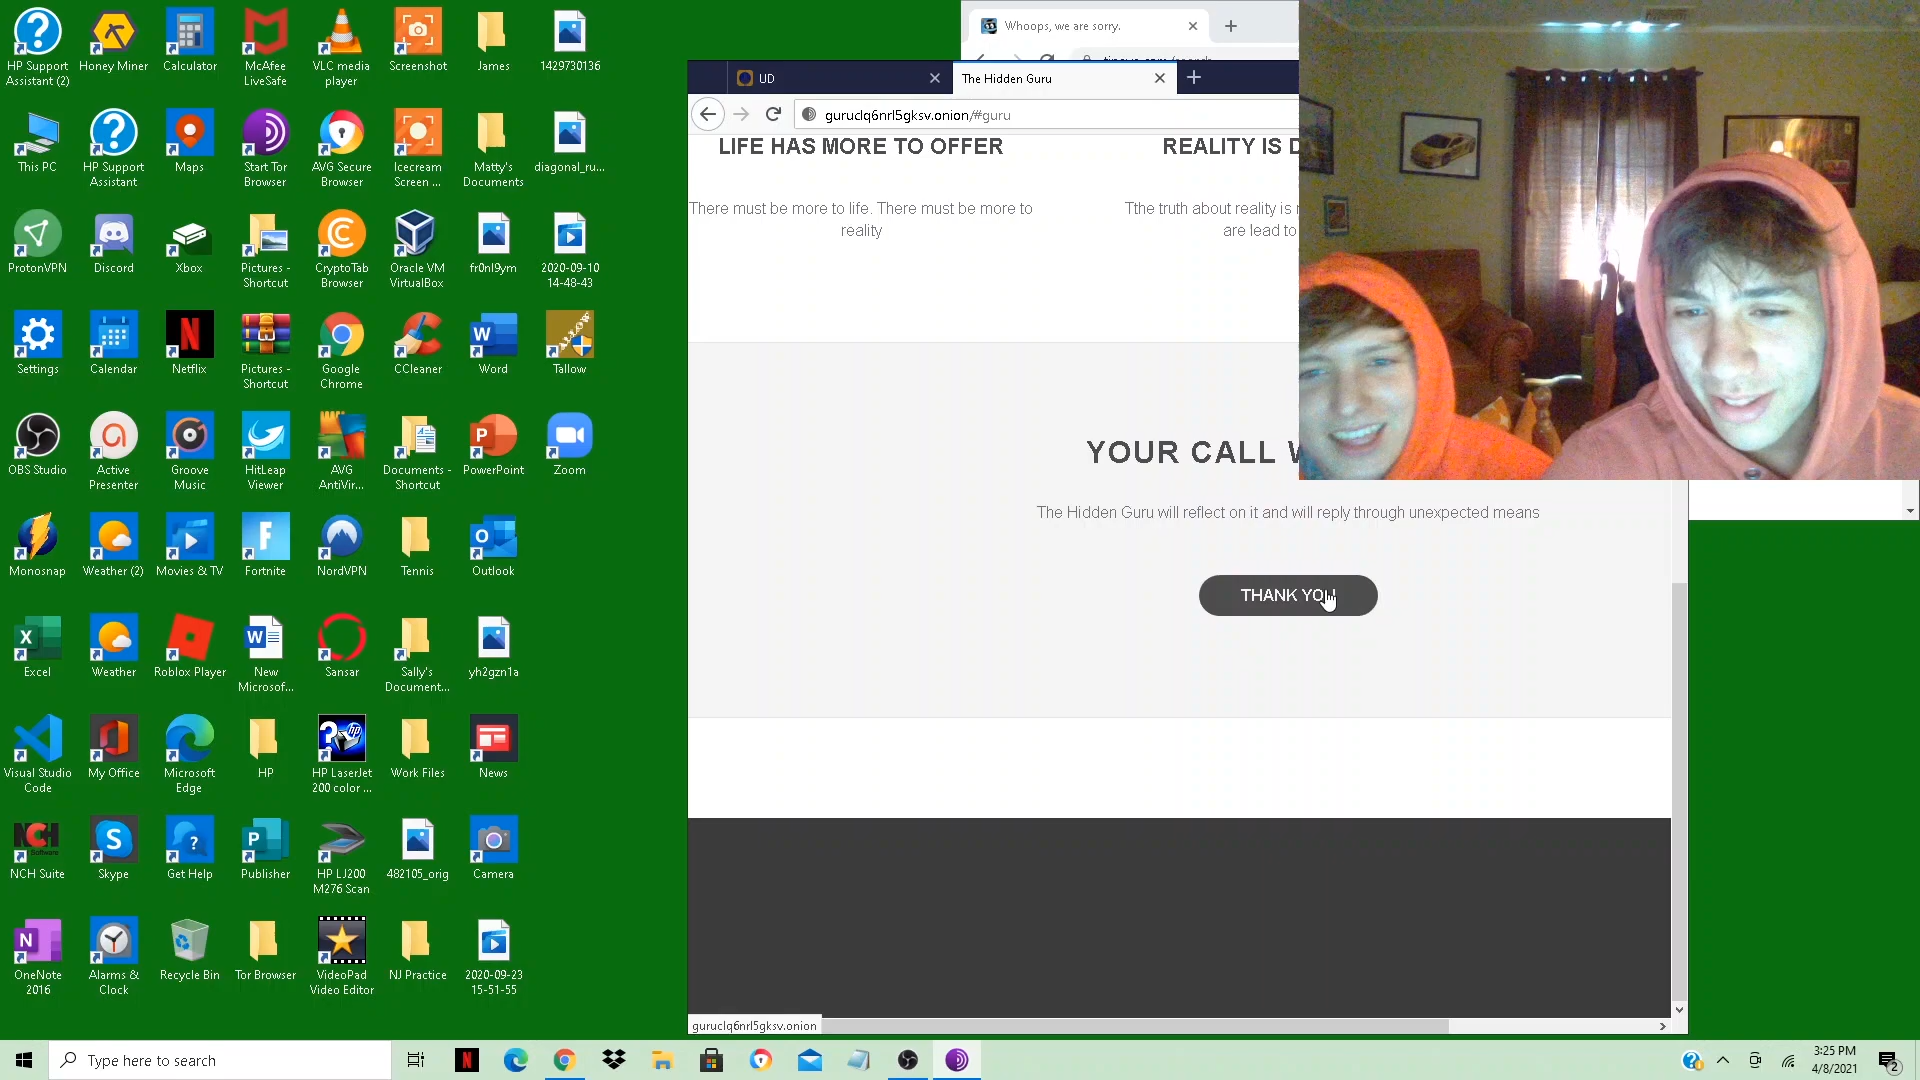 HP Support
Assistant (2)
Honey Miner
Calculator
McAfee
LiveSafe
VLC media
player
Screenshot
James
1429730136
This PC
HP Support
Assistant
Maps
Start Tor
Browser
AVG Secure
Browser
Icecream
Screen ...
Matty's
Documents
diagonal_ru...
ProtonVPN
Discord
Xbox
Pictures -
Shortcut
CryptoTab
Browser
Oracle VM
VirtualBox
fr0nl9ym
2020-09-10
14-48-43
Settings
Calendar
Netflix
Pictures -
Shortcut
Google
Chrome
CCleaner
Word
Tallow
OBS Studio
Active
Presenter
Groove
Music
HitLeap
Viewer
AVG
AntiVir...
Documents -
Shortcut
PowerPoint
Zoom
Monosnap
Weather (2)
Movies & TV
Fortnite
NordVPN
Tennis
Outlook
Excel
Weather
Roblox Player
New
Microsof...
Sansar
Sally's
Document...
yh2gzn1a
Visual Studio
Code
My Office
Microsoft
Edge
HP
HP LaserJet
200 color ...
Work Files
News
NCH Suite
Skype
Get Help
Publisher
HP LJ200
M276 Scan
482105_orig
Camera
OneNote
2016
Alarms &
Clock
Recycle Bin
Tor Browser
VideoPad
Video Editor
NJ Practice
2020-09-23
15-51-55
Whoops, we are sorry.
UD
The Hidden Guru
guruclq6nrl5gksv.onion/#guru
LIFE HAS MORE TO OFFER
REALITY IS D
There must be more to life. There must be more to
reality
Tthe truth about reality is
are lead to
YOUR CALL W
The Hidden Guru will reflect on it and will reply through unexpected means
THANK YOU
guruclq6nrl5gksv.onion
Type here to search
3:25 PM
4/8/2021
2